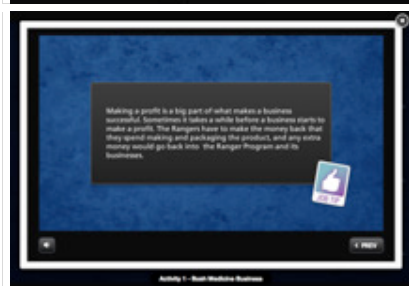 Making a profit is a big part of what makes a business
successful. Sometimes it takes a while before a business starts to
make a profit. The Rangers have to make the money back that
they spend making and packaging the product, and any extra
money would go back into the Ranger Program and its
businesses.
JOB TIP
PREV
Activity 1 - Bush Medicine Business